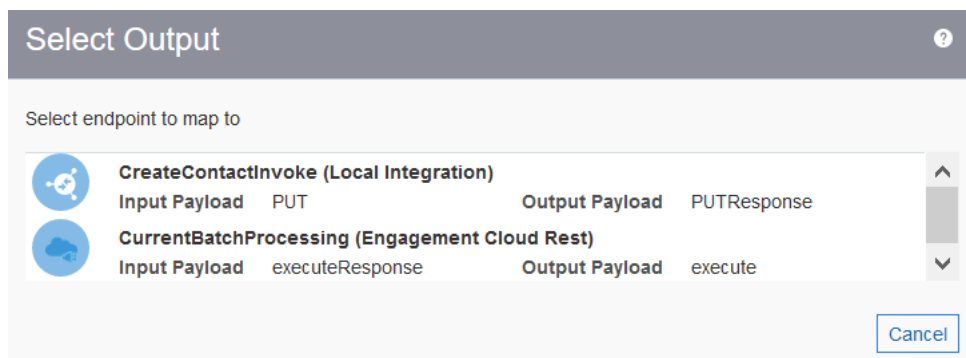 Select Output
Select endpoint to map to
CreateContactInvoke (Local Integration)
Input Payload PUT Output Payload PUTResponse
CurrentBatchProcessing (Engagement Cloud Rest)
Input Payload executeResponse Output Payload execute
Cancel